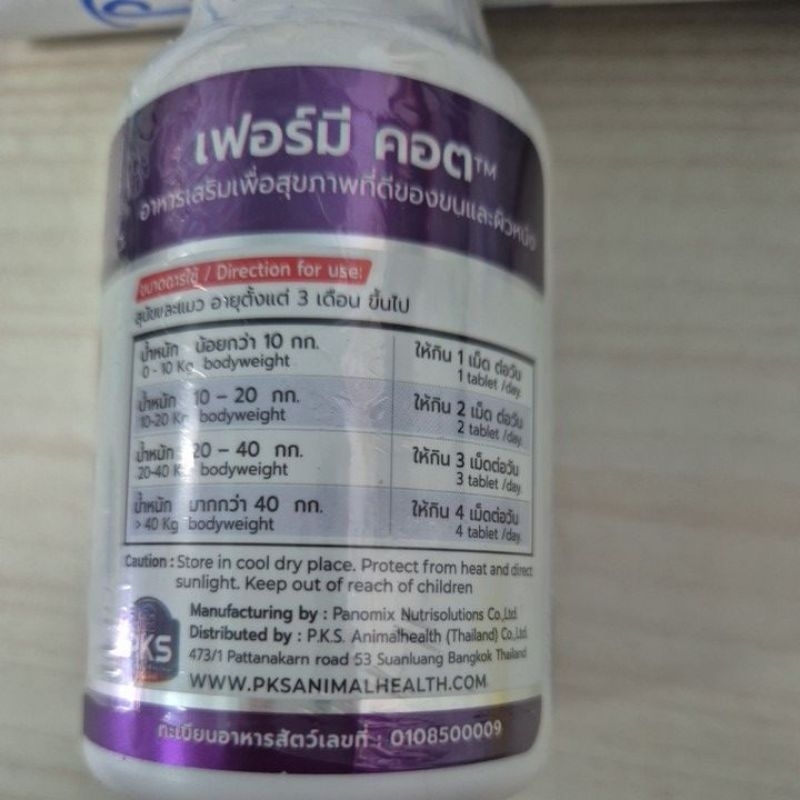 เฟอร์มี คอต™
อาหารเสริมเพื่อสุขภาพที่ดีของขนและผิวหนัง
ขนาดการใช้ / Direction for use:
สุนัขและแมว อายุตั้งแต่ 3 เดือน ขึ้นไป
น้ำหนัก น้อยกว่า 10 กก. ให้กิน 1 เม็ด ต่อวัน
0 - 10 Kg bodyweight 1 tablet /day.
น้ำหนัก 10 – 20 กก. ให้กิน 2 เม็ด ต่อวัน
10-20 Kg bodyweight 2 tablet /day.
น้ำหนัก 20 – 40 กก. ให้กิน 3 เม็ดต่อวัน
20-40 Kg bodyweight 3 tablet /day.
น้ำหนัก มากกว่า 40 กก. ให้กิน 4 เม็ดต่อวัน
> 40 Kg bodyweight 4 tablet /day.
Caution : Store in cool dry place. Protect from heat and direct
sunlight. Keep out of reach of children
PKS
Manufacturing by : Panomix Nutrisolutions Co.,Ltd.
Distributed by : P.K.S. Animalhealth (Thailand) Co.,Ltd.
473/1 Pattanakarn road 53 Suanluang Bangkok Thailand
WWW.PKSANIMALHEALTH.COM
ทะเบียนอาหารสัตว์เลขที่ : 0108500009